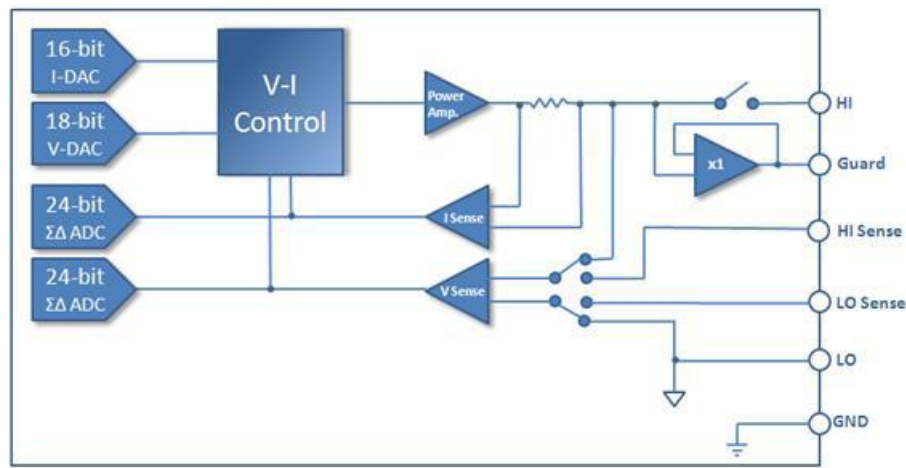 16-bit
I-DAC
18-bit
V-DAC
24-bit
ΣΔ ADC
24-bit
ΣΔ ADC
V-I
Control
Power
Amp.
I Sense
V Sense
x1
HI
Guard
HI Sense
LO Sense
LO
GND